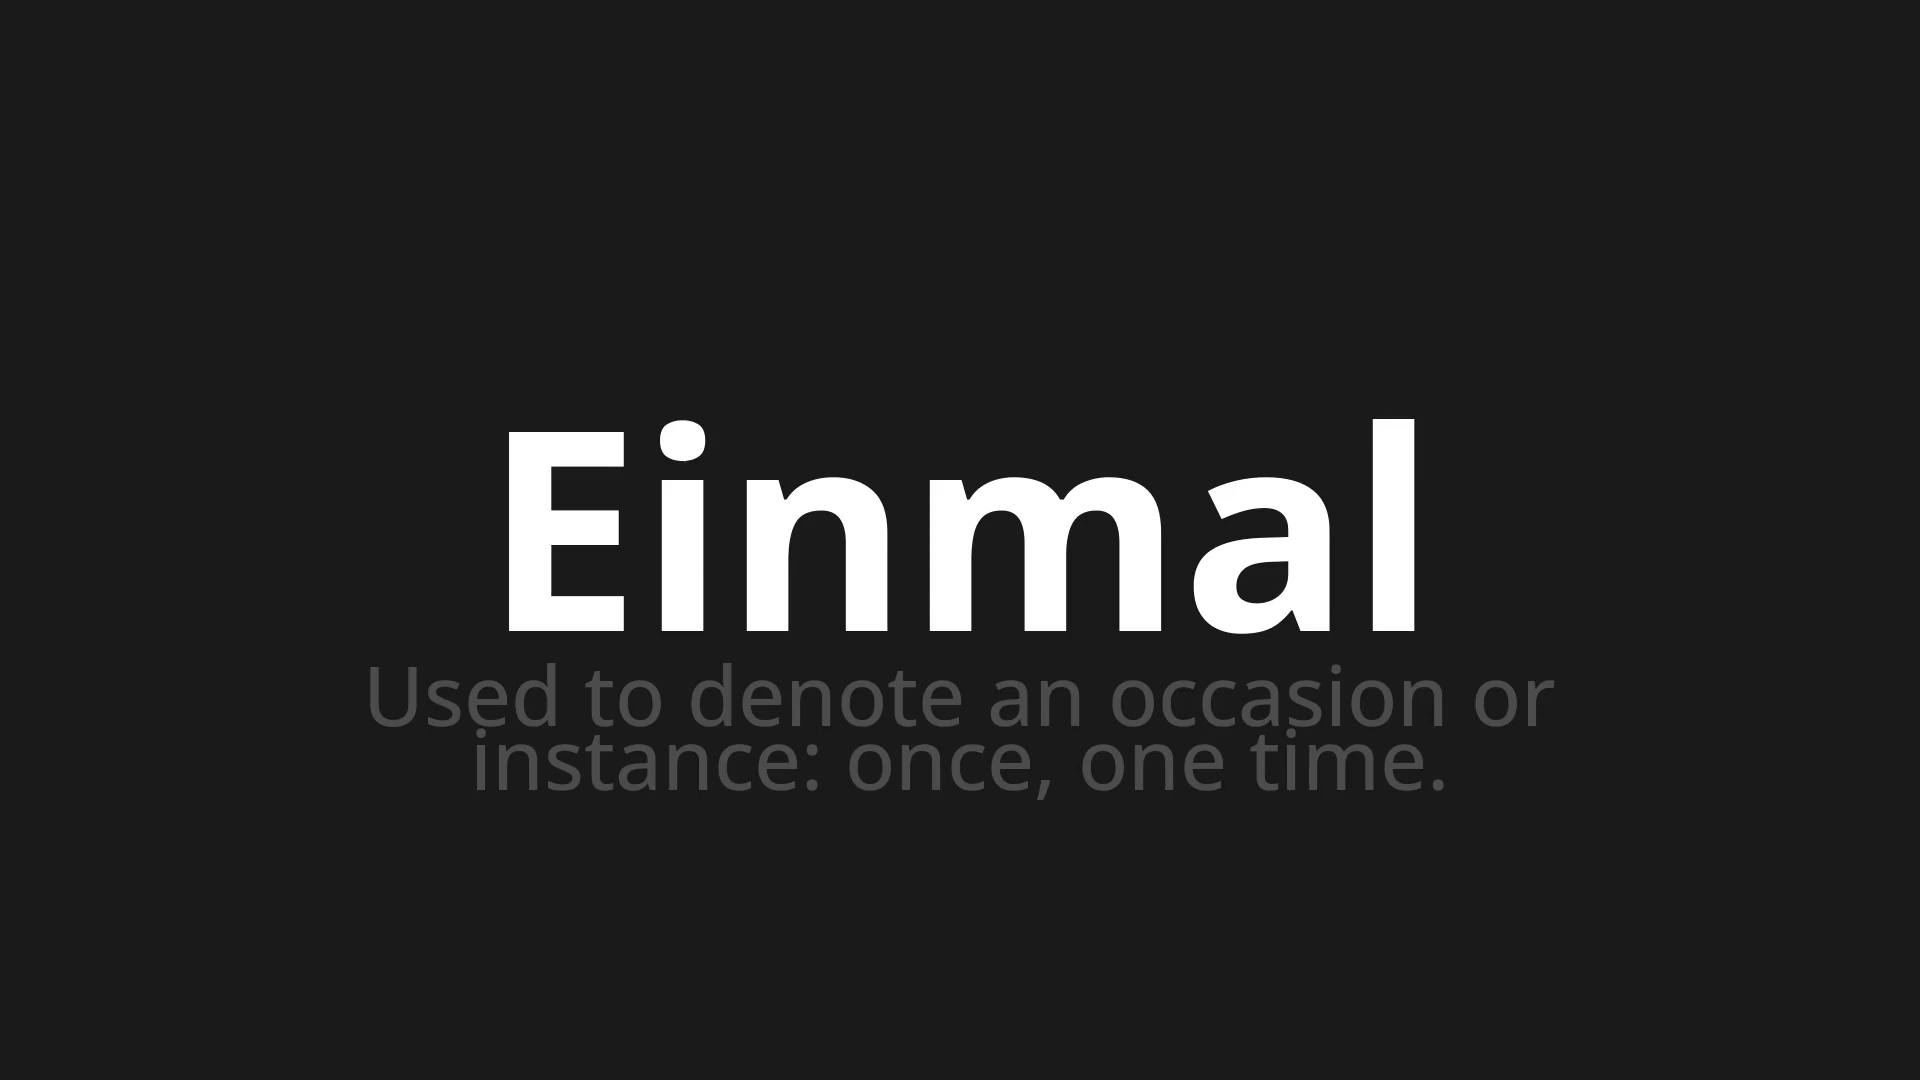 Einmal
Used to denote an occasion or
instance: once, one time.